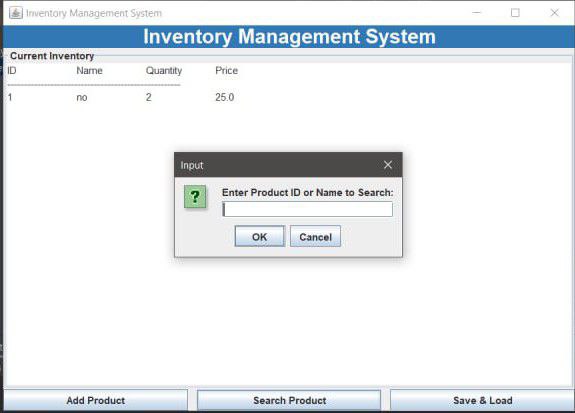 Inventory Management System
Inventory Management System
Current Inventory
ID Name Quantity Price
------------------------------------------------------------
1 no 2 25.0
Input
?
Enter Product ID or Name to Search:
OK Cancel
Add Product Search Product Save & Load